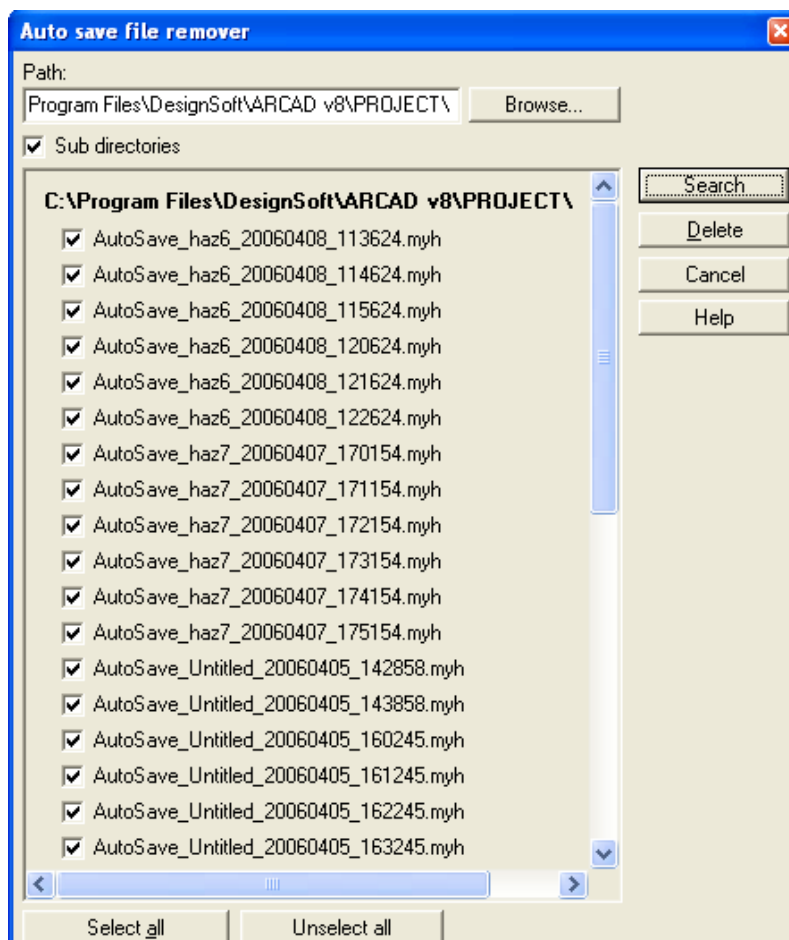 Auto save file remover
Path:
Program Files\DesignSoft\ARCAD v8\PROJECT\ Browse...
Sub directories
C:\Program Files\DesignSoft\ARCAD v8\PROJECT\
AutoSave_haz6_20060408_113624.myh
AutoSave_haz6_20060408_114624.myh
AutoSave_haz6_20060408_115624.myh
AutoSave_haz6_20060408_120624.myh
AutoSave_haz6_20060408_121624.myh
AutoSave_haz6_20060408_122624.myh
AutoSave_haz7_20060407_170154.myh
AutoSave_haz7_20060407_171154.myh
AutoSave_haz7_20060407_172154.myh
AutoSave_haz7_20060407_173154.myh
AutoSave_haz7_20060407_174154.myh
AutoSave_haz7_20060407_175154.myh
AutoSave_Untitled_20060405_142858.myh
AutoSave_Untitled_20060405_143858.myh
AutoSave_Untitled_20060405_160245.myh
AutoSave_Untitled_20060405_161245.myh
AutoSave_Untitled_20060405_162245.myh
AutoSave_Untitled_20060405_163245.myh
Search
Delete
Cancel
Help
Select all Unselect all